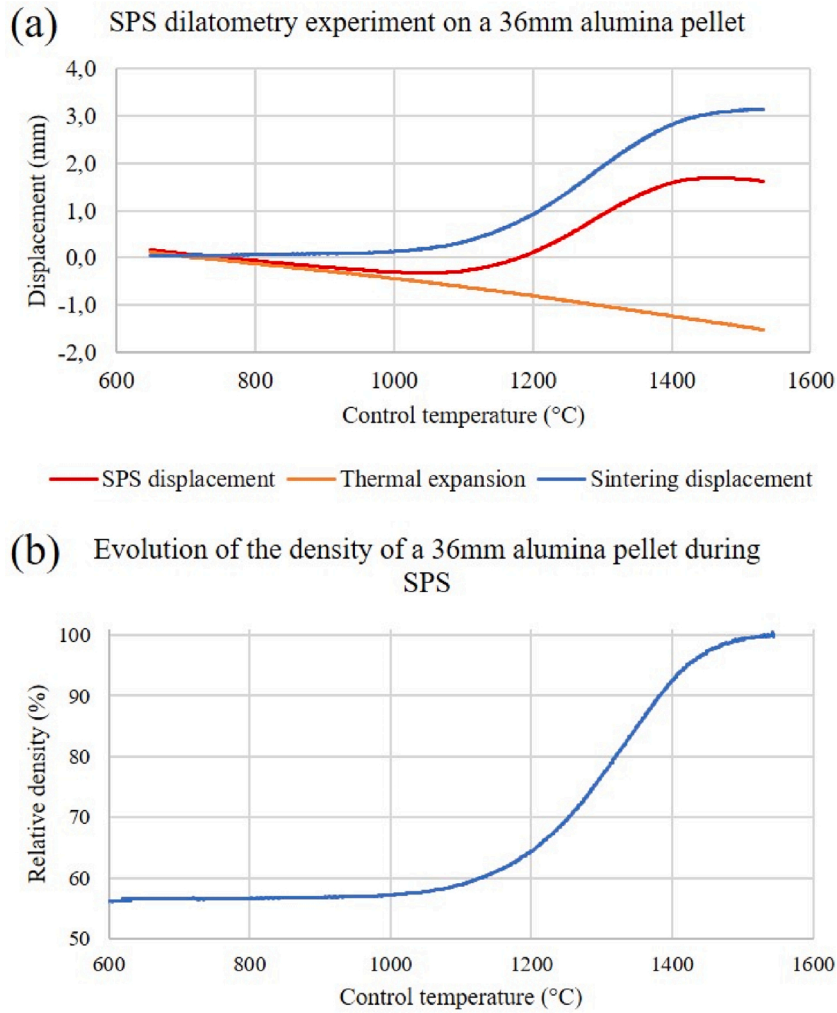 (a) SPS dilatometry experiment on a 36mm alumina pellet
4,0
3,0
2,0
1,0
0,0
-1,0
-2,0
Displacement (mm)
600 800 1000 1200 1400 1600
Control temperature (°C)
SPS displacement Thermal expansion Sintering displacement
(b) Evolution of the density of a 36mm alumina pellet during
SPS
100
90
80
70
60
50
Relative density (%)
600 800 1000 1200 1400 1600
Control temperature (°C)